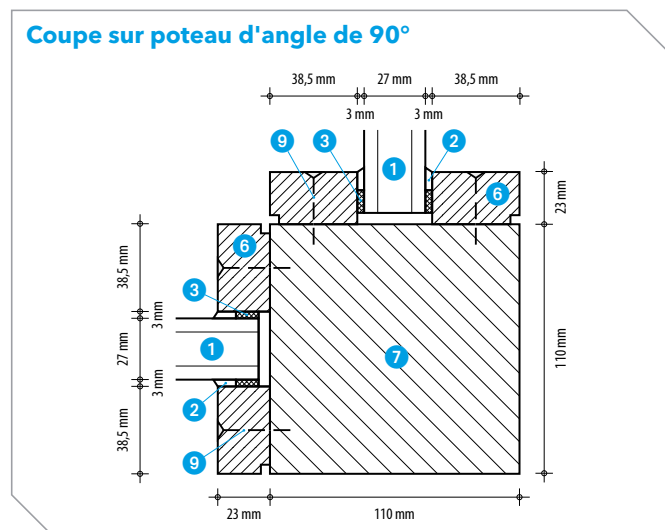 Coupe sur poteau d'angle de 90°
38,5 mm 27 mm 38,5 mm
3 mm 3 mm
9 3 2
1
6
23 mm
6
38,5 mm
3
3 mm
1
27 mm
7
110 mm
3 mm
2
38,5 mm
9
23 mm 110 mm